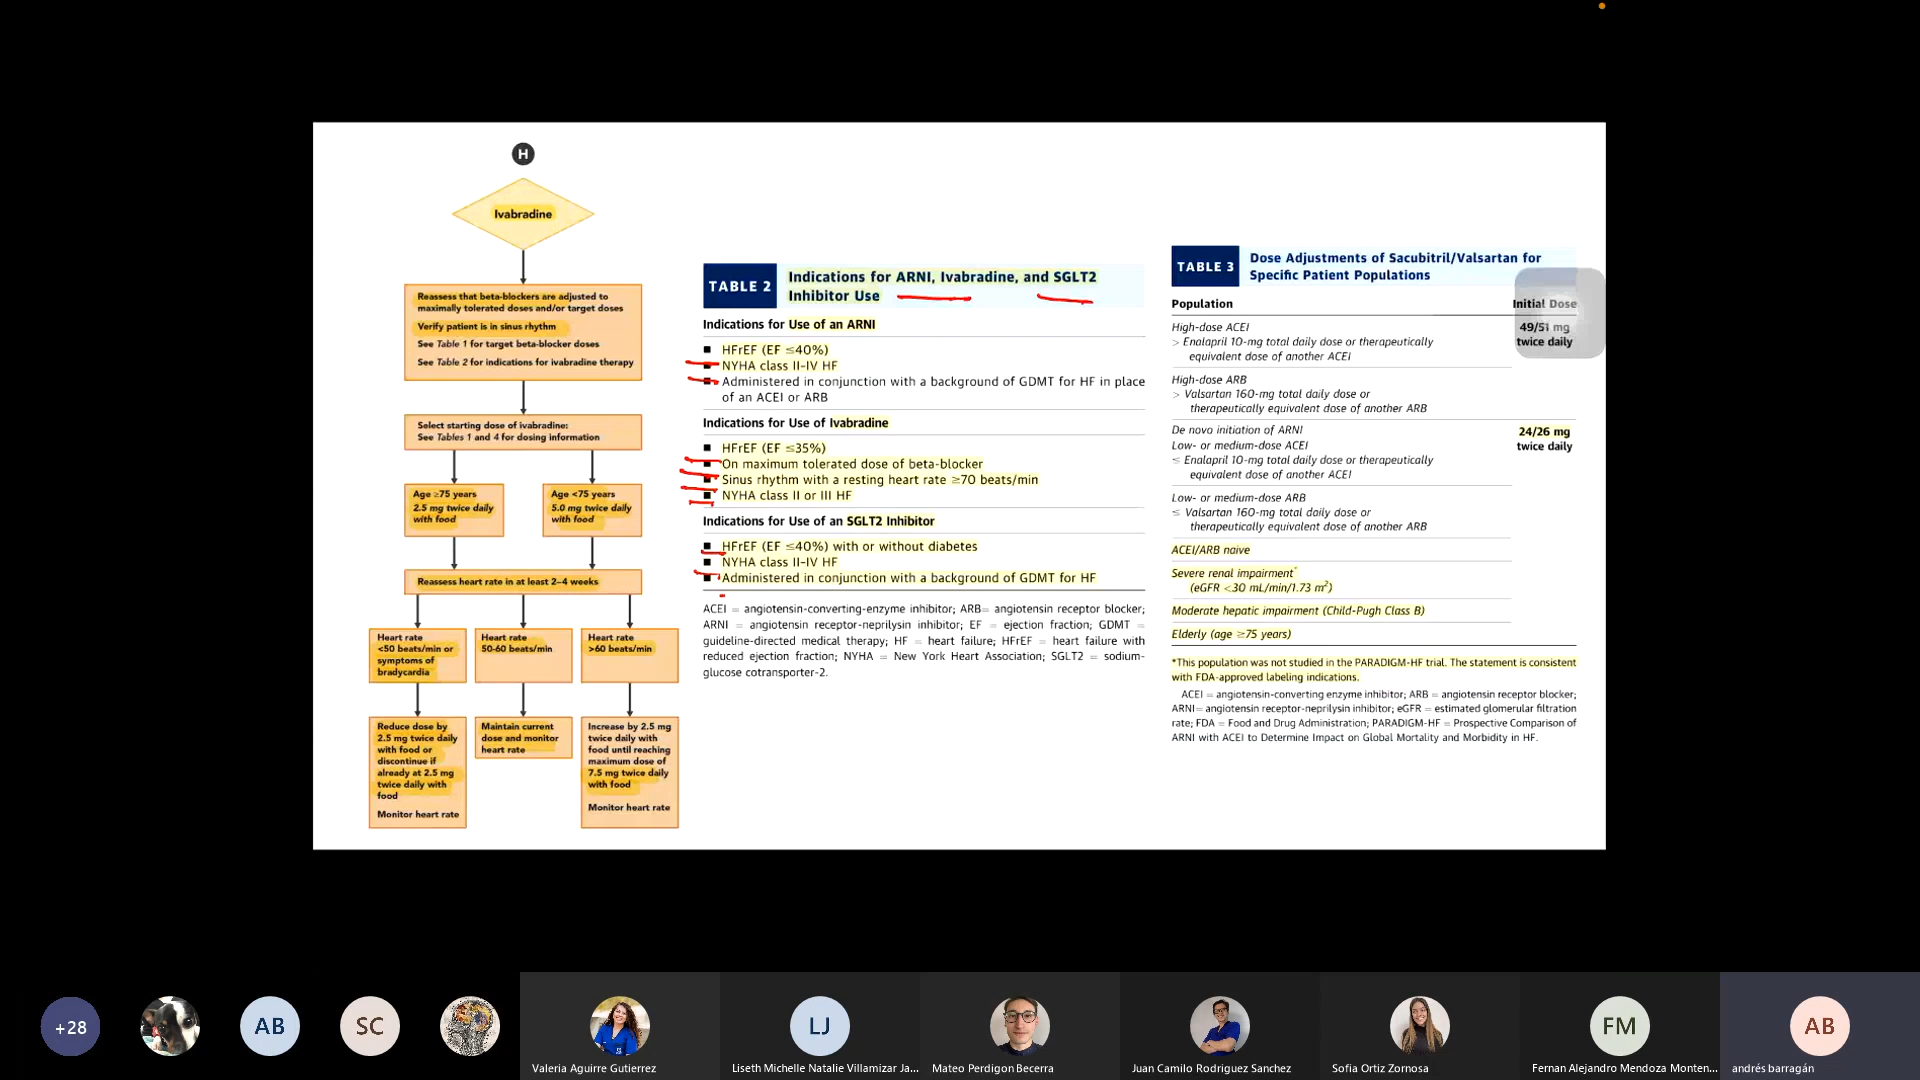 H
Ivabradine
Reassess that beta-blockers are adjusted to
maximally tolerated doses and/or target doses
Verify patient is in sinus rhythm
See Table 1 for target beta-blocker doses
See Table 2 for indications for ivabradine therapy
Select starting dose of ivabradine:
See Tables 1 and 4 for dosing information
Age ≥75 years
2.5 mg twice daily
with food
Age <75 years
5.0 mg twice daily
with food
Reassess heart rate in at least 2–4 weeks
Heart rate
<50 beats/min or
symptoms of
bradycardia
Heart rate
50-60 beats/min
Heart rate
>60 beats/min
Reduce dose by
2.5 mg twice daily
with food or
discontinue if
already at 2.5 mg
twice daily with
food
Monitor heart rate
Maintain current
dose and monitor
heart rate
Increase by 2.5 mg
twice daily with
food until reaching
maximum dose of
7.5 mg twice daily
with food
Monitor heart rate
TABLE 2
Indications for ARNI, Ivabradine, and SGLT2
Inhibitor Use
Indications for Use of an ARNI
■ HFrEF (EF ≤40%)
■ NYHA class II–IV HF
■ Administered in conjunction with a background of GDMT for HF in place
of an ACEI or ARB
Indications for Use of Ivabradine
■ HFrEF (EF ≤35%)
■ On maximum tolerated dose of beta-blocker
■ Sinus rhythm with a resting heart rate ≥70 beats/min
■ NYHA class II or III HF
Indications for Use of an SGLT2 Inhibitor
■ HFrEF (EF ≤40%) with or without diabetes
■ NYHA class II–IV HF
■ Administered in conjunction with a background of GDMT for HF
ACEI = angiotensin-converting-enzyme inhibitor; ARB= angiotensin receptor blocker;
ARNI = angiotensin receptor-neprilysin inhibitor; EF = ejection fraction; GDMT =
guideline-directed medical therapy; HF = heart failure; HFrEF = heart failure with
reduced ejection fraction; NYHA = New York Heart Association; SGLT2 = sodium-
glucose cotransporter-2.
TABLE 3
Dose Adjustments of Sacubitril/Valsartan for
Specific Patient Populations
Population Initial Dose
High-dose ACEI 49/51 mg
> Enalapril 10-mg total daily dose or therapeutically twice daily
equivalent dose of another ACEI
High-dose ARB
> Valsartan 160-mg total daily dose or
therapeutically equivalent dose of another ARB
De novo initiation of ARNI 24/26 mg
Low- or medium-dose ACEI twice daily
≤ Enalapril 10-mg total daily dose or therapeutically
equivalent dose of another ACEI
Low- or medium-dose ARB
≤ Valsartan 160-mg total daily dose or
therapeutically equivalent dose of another ARB
ACEI/ARB naive
Severe renal impairment*
(eGFR <30 mL/min/1.73 m²)
Moderate hepatic impairment (Child-Pugh Class B)
Elderly (age ≥75 years)
*This population was not studied in the PARADIGM-HF trial. The statement is consistent
with FDA-approved labeling indications.
ACEI = angiotensin-converting enzyme inhibitor; ARB = angiotensin receptor blocker;
ARNI= angiotensin receptor-neprilysin inhibitor; eGFR = estimated glomerular filtration
rate; FDA = Food and Drug Administration; PARADIGM-HF = Prospective Comparison of
ARNI with ACEI to Determine Impact on Global Mortality and Morbidity in HF.
+28
AB
SC
LJ
FM
AB
Valeria Aguirre Gutierrez
Liseth Michelle Natalie Villamizar Ja...
Mateo Perdigon Becerra
Juan Camilo Rodriguez Sanchez
Sofia Ortiz Zornosa
Fernan Alejandro Mendoza Monten...
andrés barragán